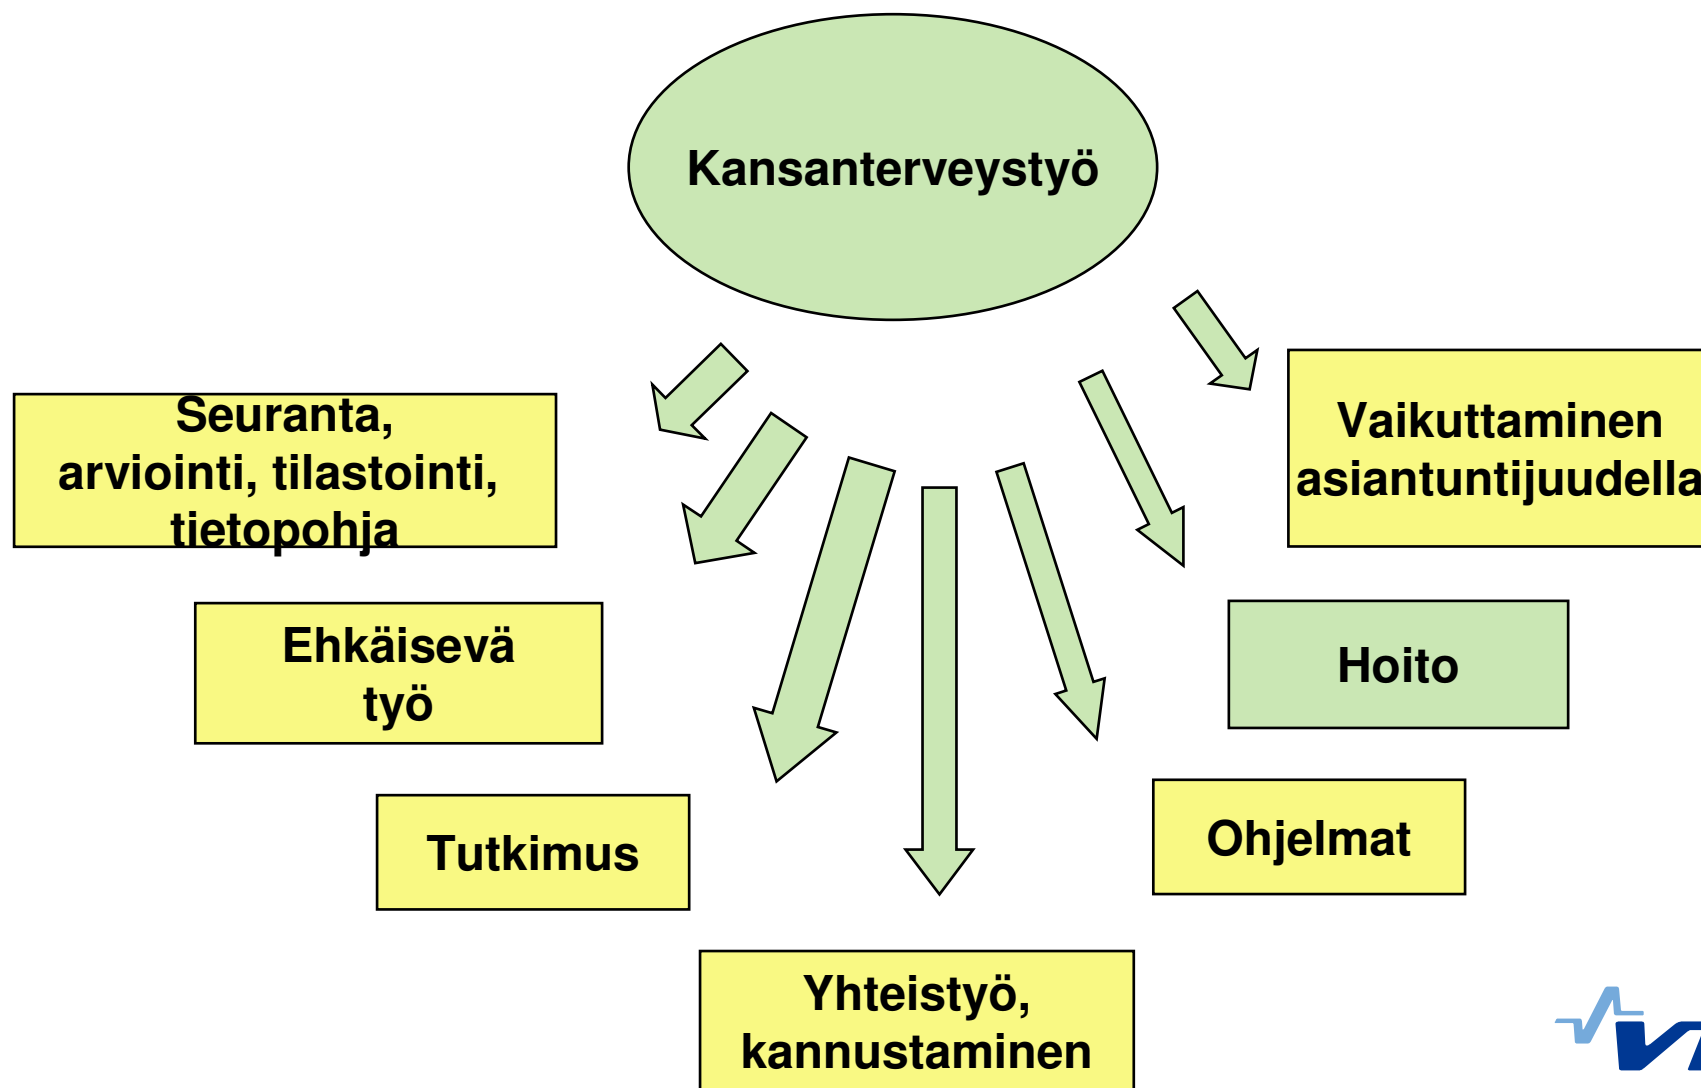 Kansanterveystyö
Seuranta,
arviointi, tilastointi,
tietopohja
Vaikuttaminen
asiantuntijuudella
Ehkäisevä
työ
Hoito
Tutkimus
Ohjelmat
Yhteistyö,
kannustaminen